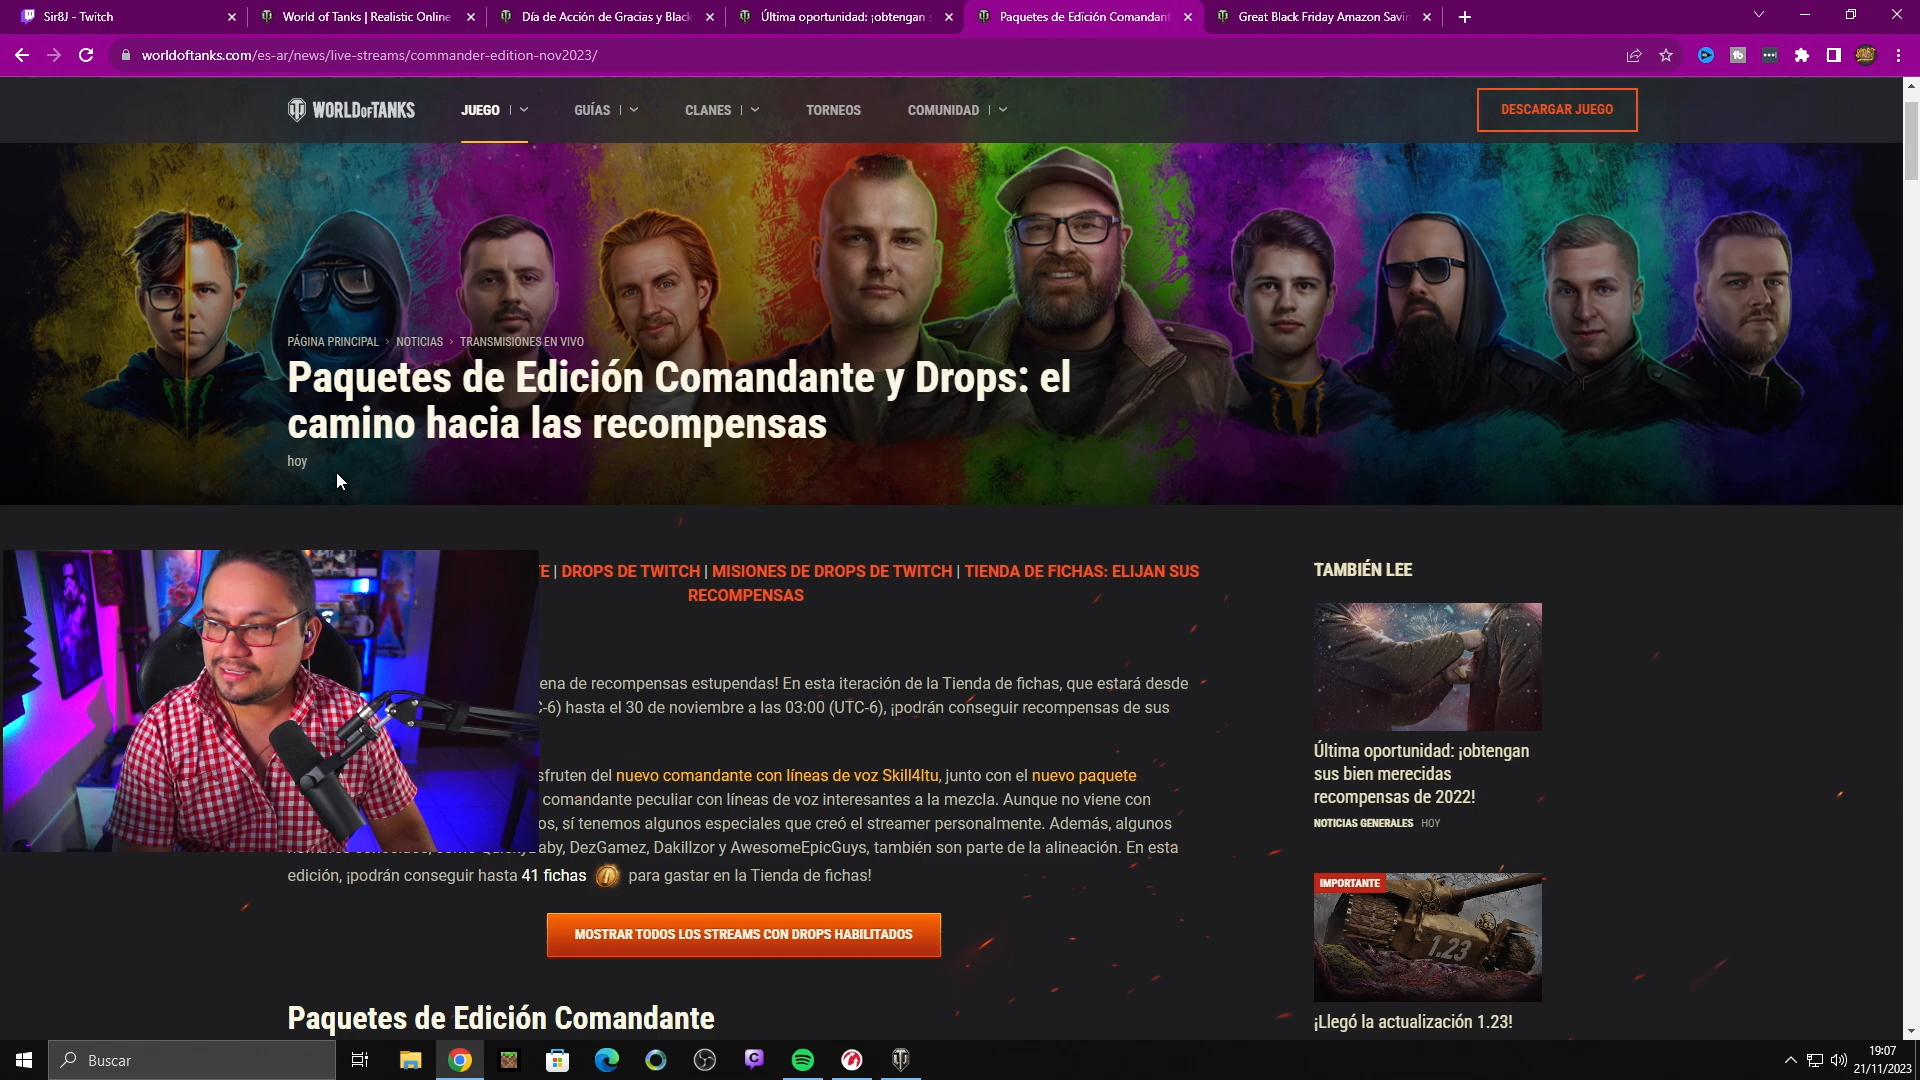 Sir8J - Twitch
World of Tanks | Realistic Online
Día de Acción de Gracias y Black
Última oportunidad: ¡obtengan
Paquetes de Edición Comandant
Great Black Friday Amazon Savin
worldoftanks.com/es-ar/news/live-streams/commander-edition-nov2023/
WORLD OF TANKS
JUEGO
GUÍAS
CLANES
TORNEOS
COMUNIDAD
DESCARGAR JUEGO
PÁGINA PRINCIPAL > NOTICIAS > TRANSMISIONES EN VIVO
Paquetes de Edición Comandante y Drops: el
camino hacia las recompensas
hoy
TE | DROPS DE TWITCH | MISIONES DE DROPS DE TWITCH | TIENDA DE FICHAS: ELIJAN SUS
RECOMPENSAS
ena de recompensas estupendas! En esta iteración de la Tienda de fichas, que estará desde
-6) hasta el 30 de noviembre a las 03:00 (UTC-6), ¡podrán conseguir recompensas de sus
sfruten del nuevo comandante con líneas de voz Skill4ltu, junto con el nuevo paquete
comandante peculiar con líneas de voz interesantes a la mezcla. Aunque no viene con
os, sí tenemos algunos especiales que creó el streamer personalmente. Además, algunos
aby, DezGamez, Dakillzor y AwesomeEpicGuys, también son parte de la alineación. En esta
edición, ¡podrán conseguir hasta 41 fichas para gastar en la Tienda de fichas!
MOSTRAR TODOS LOS STREAMS CON DROPS HABILITADOS
Paquetes de Edición Comandante
TAMBIÉN LEE
Última oportunidad: ¡obtengan
sus bien merecidas
recompensas de 2022!
NOTICIAS GENERALES HOY
IMPORTANTE
1.23
¡Llegó la actualización 1.23!
Buscar
19:07
21/11/2023